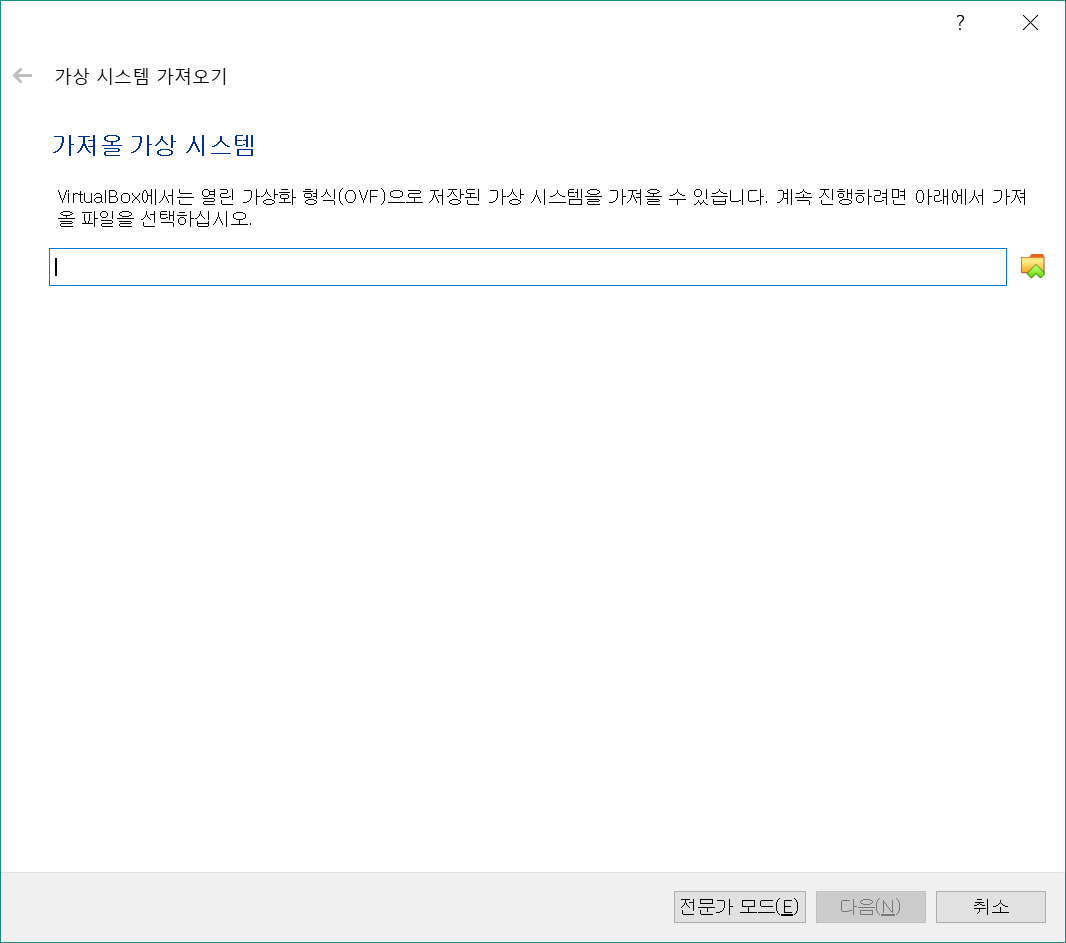 ?
가상 시스템 가져오기
가져올 가상 시스템
VirtualBox에서는 열린 가상화 형식(OVF)으로 저장된 가상 시스템을 가져올 수 있습니다. 계속 진행하려면 아래에서 가져
올 파일을 선택하십시오.
전문가 모드(E) 다음(N) 취소